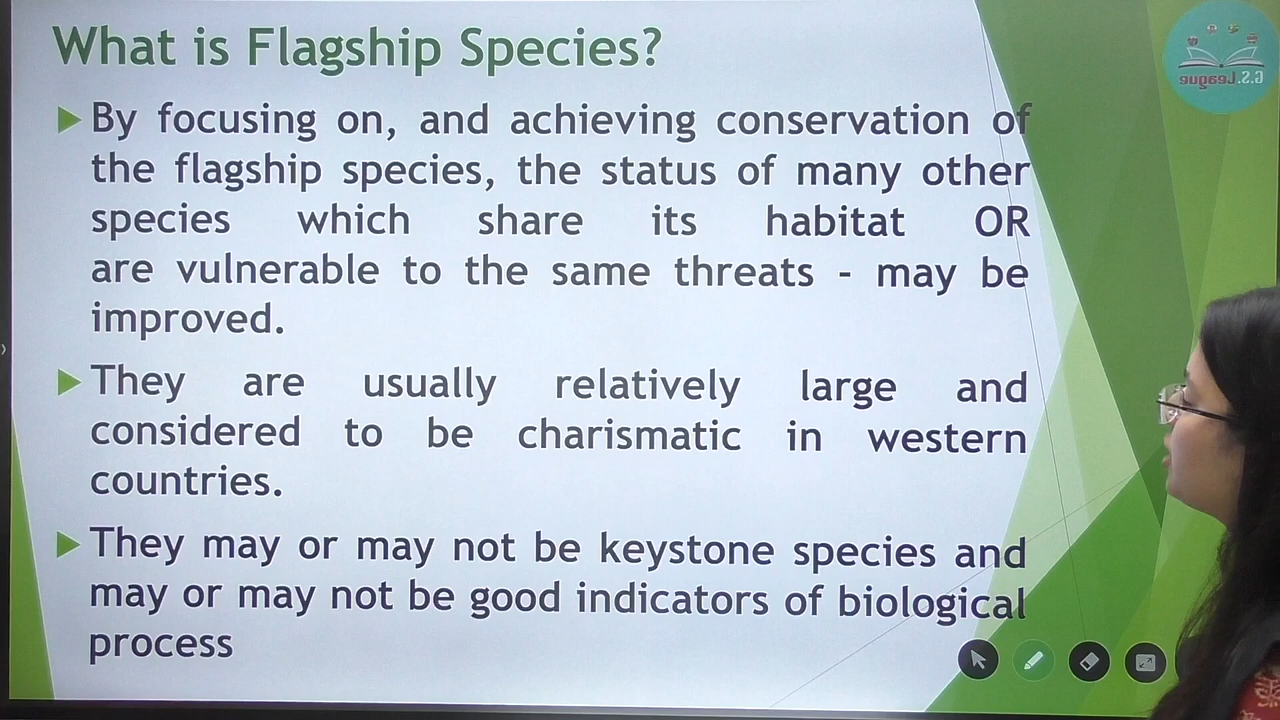 What is Flagship Species?
By focusing on, and achieving conservation of
the flagship species, the status of many other
species which share its habitat OR
are vulnerable to the same threats - may be
improved.
They are usually relatively large and
considered to be charismatic in western
countries.
They may or may not be keystone species and
may or may not be good indicators of biological
process
G.S.League